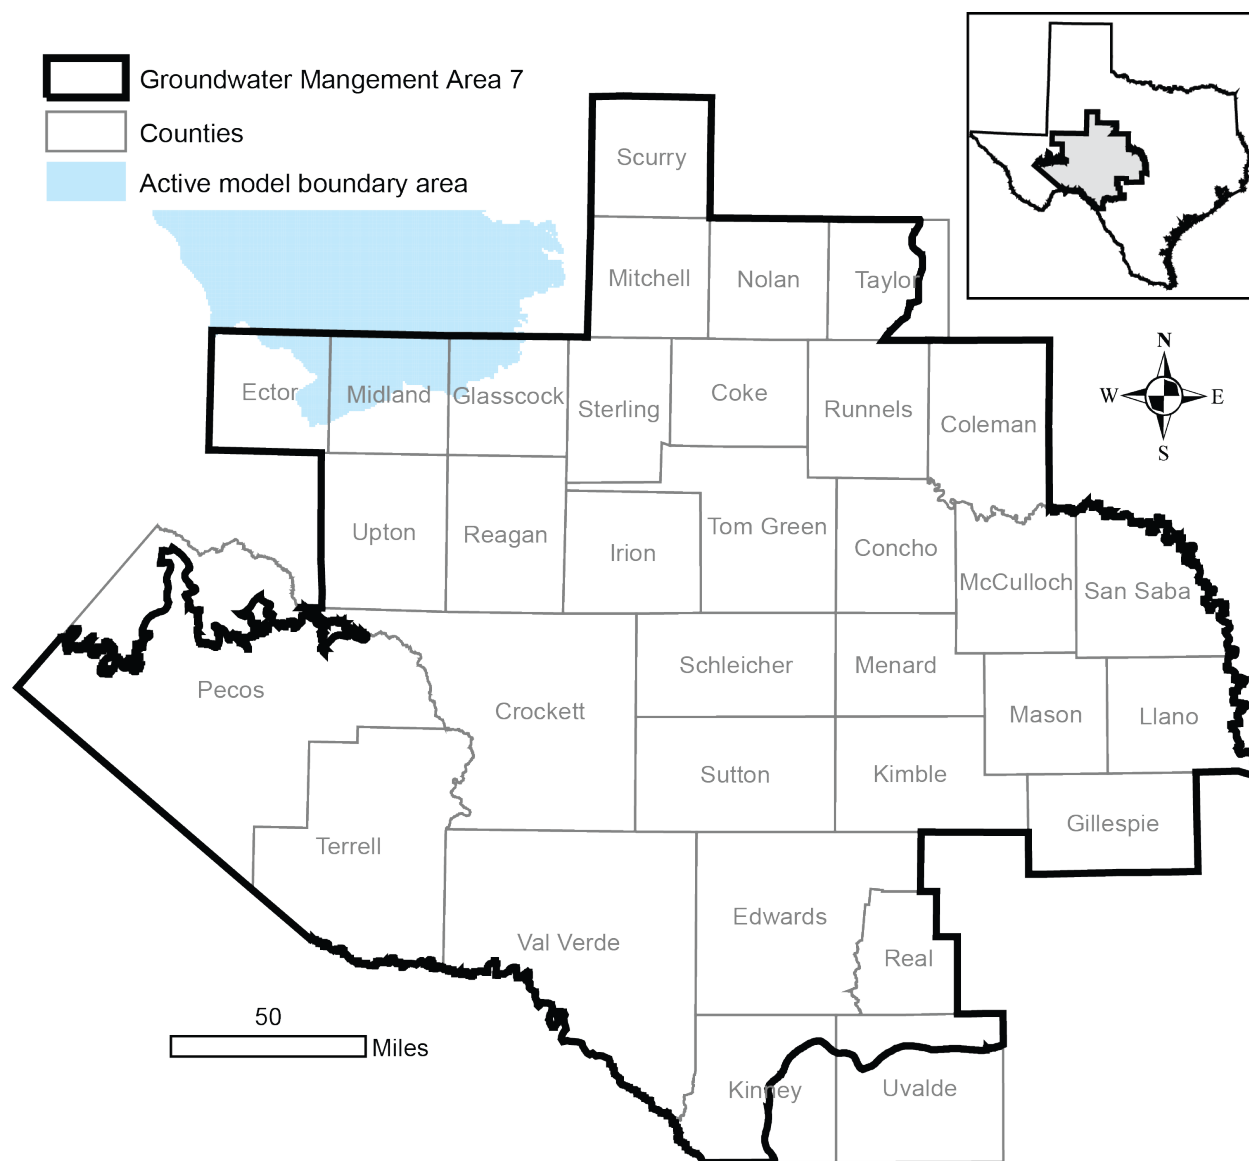 Groundwater Mangement Area 7
Counties
Active model boundary area
Scurry
Mitchell
Nolan
Taylor
N
W
E
S
Ector
Midland
Glasscock
Sterling
Coke
Runnels
Coleman
Upton
Reagan
Irion
Tom Green
Concho
McCulloch
San Saba
Pecos
Crockett
Schleicher
Menard
Mason
Llano
Sutton
Kimble
Gillespie
Terrell
Val Verde
Edwards
Real
Kinney
Uvalde
50
Miles